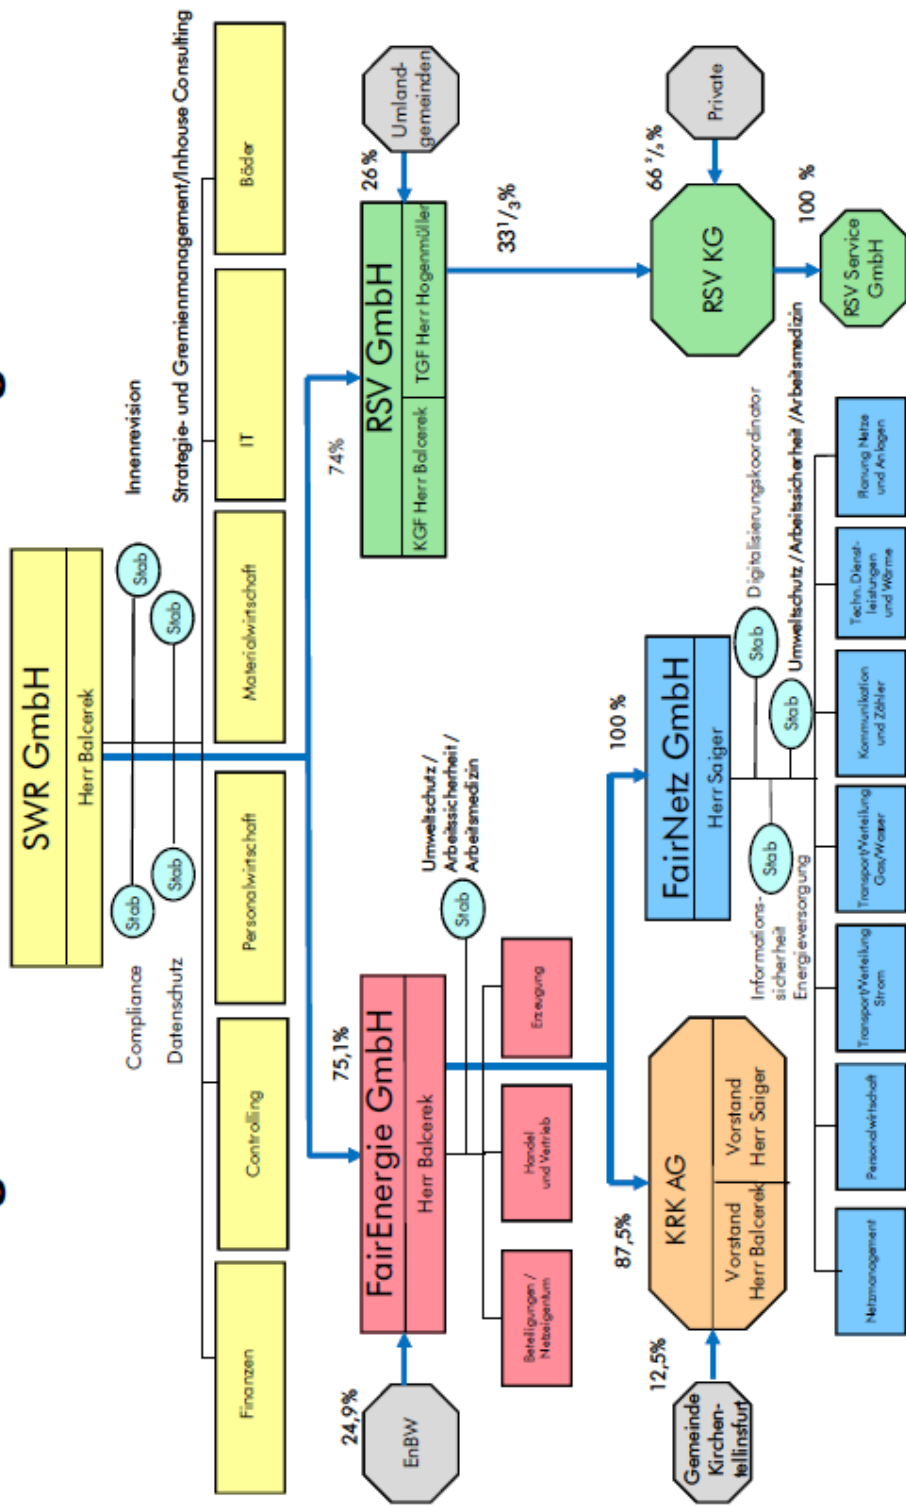 SWR GmbH
Herr Balcerek
Compliance
Stab
Stab
Innenrevision
Datenschutz
Stab
Stab
Strategie- und Gremienmanagement/Inhouse Consulting
Finanzen
Controlling
Personalwirtschaft
Materialwirtschaft
IT
Bäder
24,9%
75,1%
74%
26%
EnBW
FairEnergie GmbH
Herr Balcerek
RSV GmbH
KGF Herr Balcerek
TGF Herr Hogenmüller
Umland-
gemeinden
Stab
Umweltschutz/
Arbeitssicherheit/
Arbeitsmedizin
Beteiligungen /
Netzeigentum
Handel
und Vertrieb
Erzeugung
33 1/3%
87,5%
100 %
12,5%
66 2/3 %
Gemeinde
Kirchen-
tellinsfurt
KRK AG
Vorstand
Herr Balcerek
Vorstand
Herr Saiger
FairNetz GmbH
Herr Saiger
RSV KG
Private
Informations-
sicherheit
Energieversorgung
Stab
Stab
Digitalisierungskoordinator
Stab
Umweltschutz/Arbeitssicherheit/Arbeitsmedizin
100 %
RSV Service
GmbH
Netzmanagement
Personalwirtschaft
Transport/Verteilung
Strom
Transport/Verteilung
Gas/Wasser
Kommunikation
und Zähler
Techn. Dienst-
leistungen
und Wärme
Planung Netze
und Anlagen